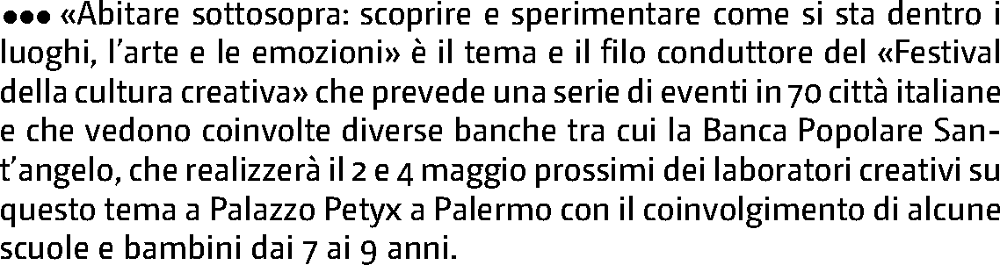 ●●● «Abitare sottosopra: scoprire e sperimentare come si sta dentro i
luoghi, l’arte e le emozioni» è il tema e il filo conduttore del «Festival
della cultura creativa» che prevede una serie di eventi in 70 città italiane
e che vedono coinvolte diverse banche tra cui la Banca Popolare San-
t’angelo, che realizzerà il 2 e 4 maggio prossimi dei laboratori creativi su
questo tema a Palazzo Petyx a Palermo con il coinvolgimento di alcune
scuole e bambini dai 7 ai 9 anni.